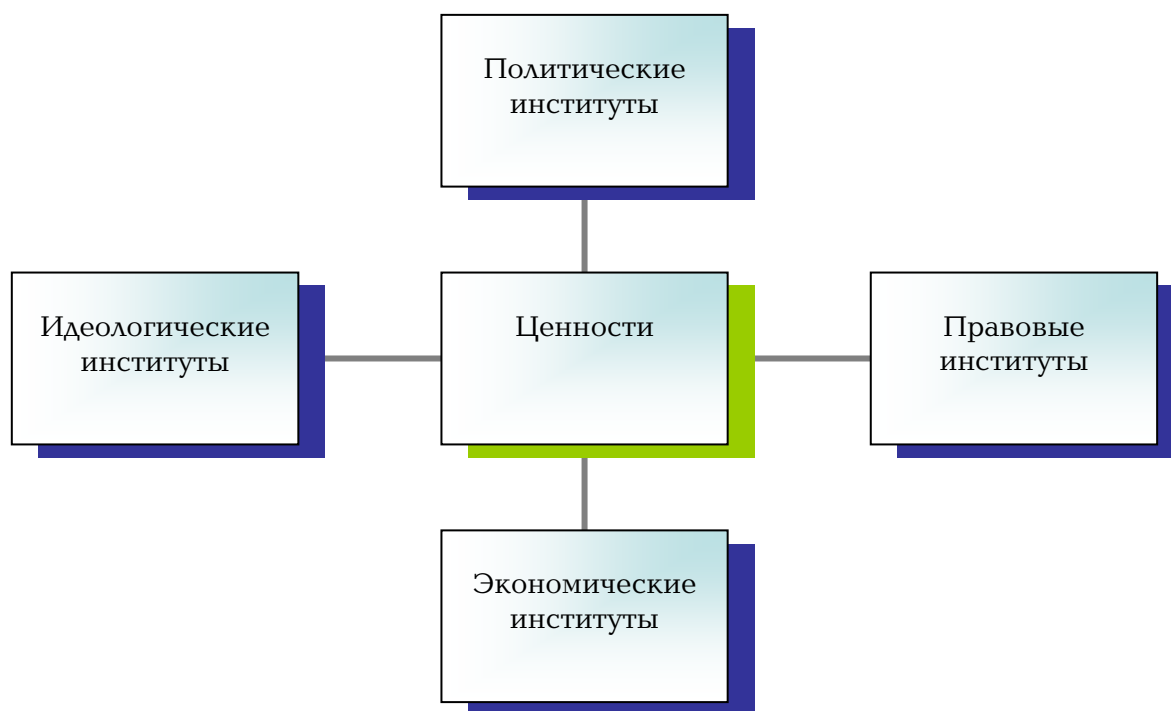 Политические
институты
Идеологические
институты
Ценности
Правовые
институты
Экономические
институты